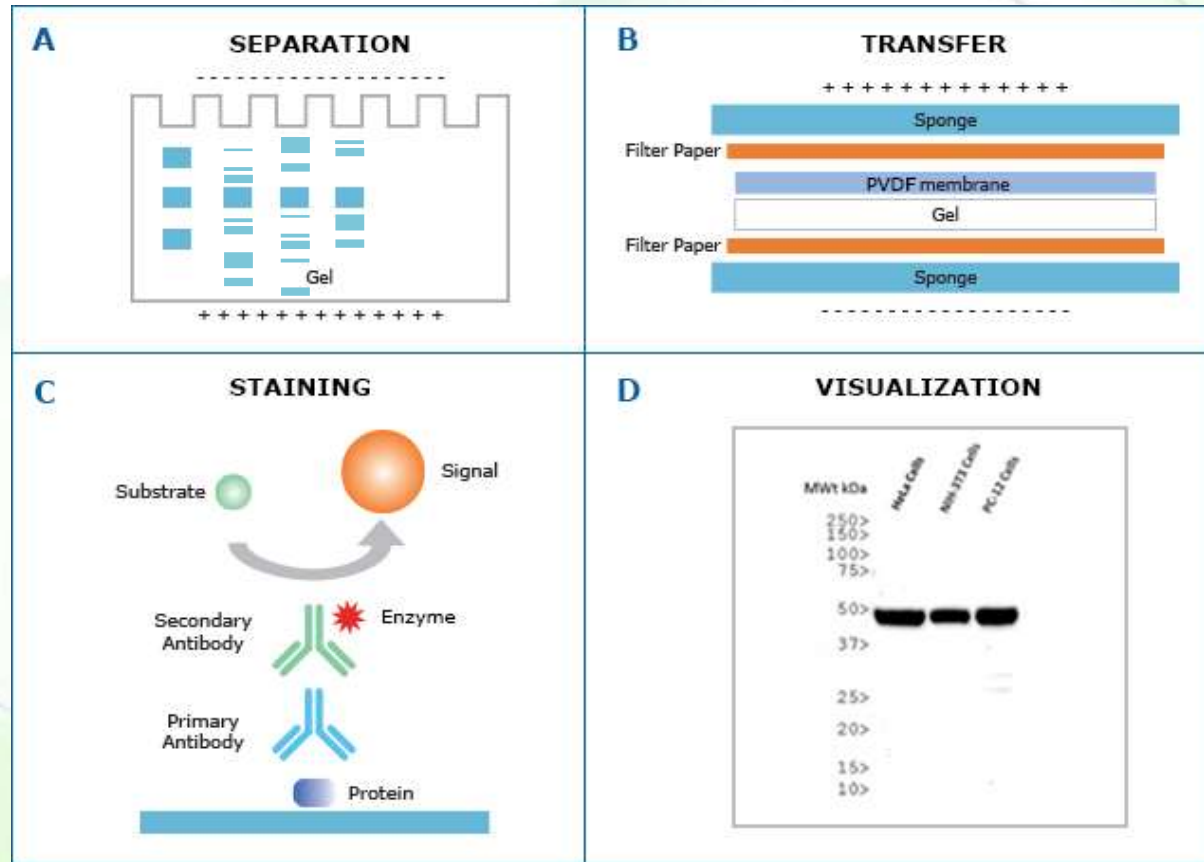 A
SEPARATION
- - - - - - - - - - - - - - - - - - -
Gel
+ + + + + + + + + + + + +
B
TRANSFER
+ + + + + + + + + + + + +
Sponge
Filter Paper
PVDF membrane
Gel
Filter Paper
Sponge
- - - - - - - - - - - - - - - - - - -
C
STAINING
Substrate
Signal
Secondary
Antibody
Enzyme
Primary
Antibody
Protein
D
VISUALIZATION
MWt kDa
HeLa Cells
NIH-3T3 Cells
PC-12 Cells
250>
150>
100>
75>
50>
37>
25>
20>
15>
10>